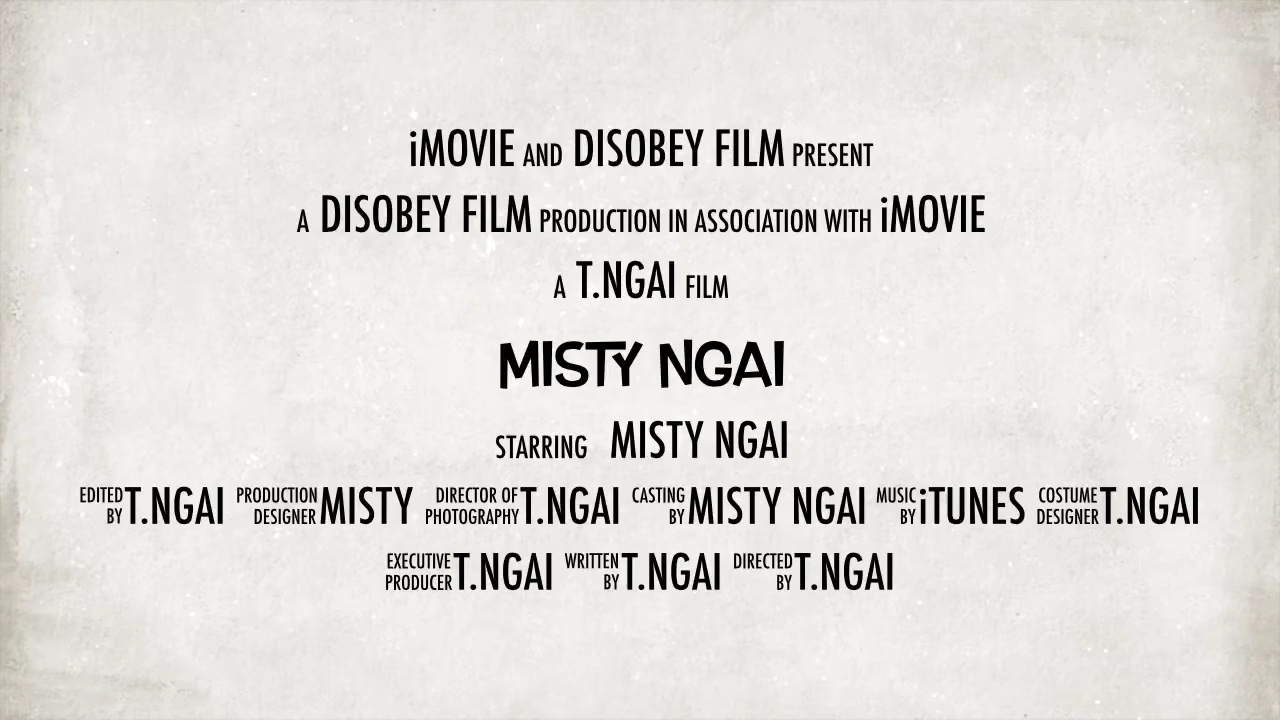 iMOVIE AND DISOBEY FILM PRESENT
A DISOBEY FILM PRODUCTION IN ASSOCIATION WITH iMOVIE
A T.NGAI FILM
MISTY NGAI
STARRING MISTY NGAI
EDITED BY T.NGAI PRODUCTION DESIGNER MISTY DIRECTOR OF PHOTOGRAPHY T.NGAI CASTING BY MISTY NGAI MUSIC BY iTUNES COSTUME DESIGNER T.NGAI
EXECUTIVE PRODUCER T.NGAI WRITTEN BY T.NGAI DIRECTED BY T.NGAI